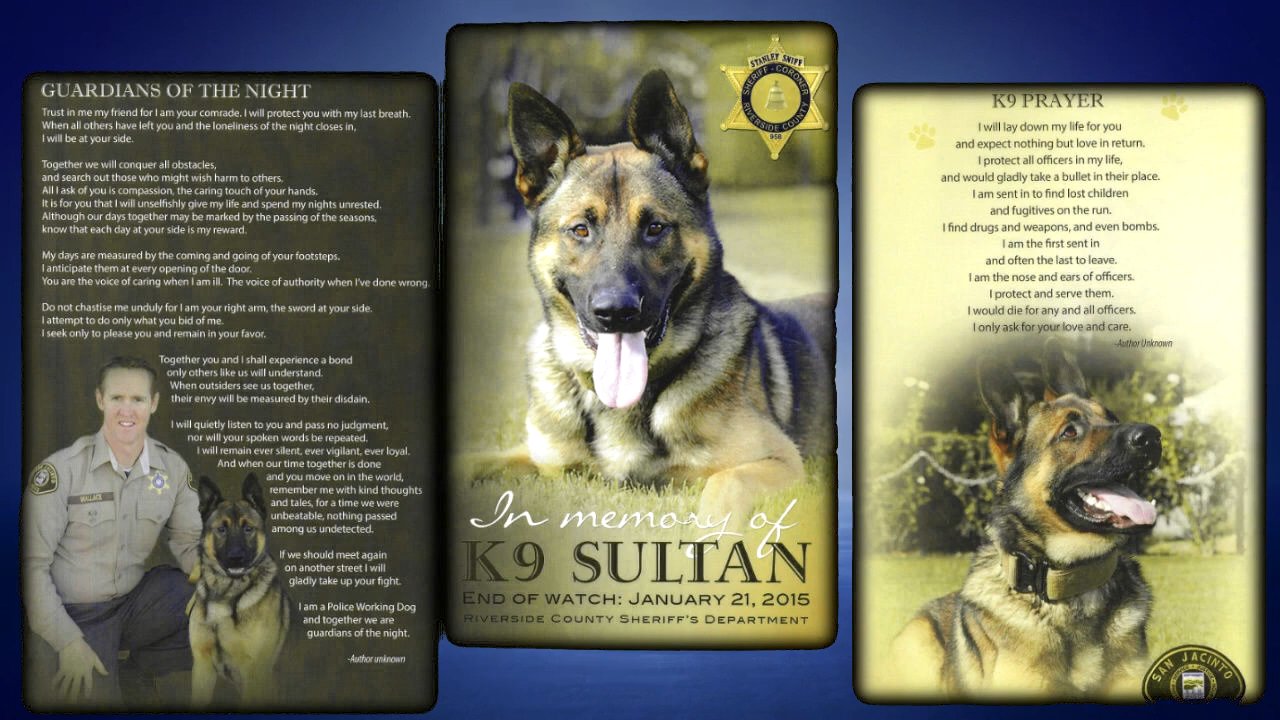 GUARDIANS OF THE NIGHT
Trust in me my friend for I am your comrade. I will protect you with my last breath.
When all others have left you and the loneliness of the night closes in,
I will be at your side.
Together we will conquer all obstacles,
and search out those who might wish harm to others.
All I ask of you is compassion, the caring touch of your hands.
It is for you that I will unselfishly give my life and spend my nights unrested.
Although our days together may be marked by the passing of the seasons,
know that each day at your side is my reward.
My days are measured by the coming and going of your footsteps.
I anticipate them at every opening of the door.
You are the voice of caring when I am ill. The voice of authority when I've done wrong.
Do not chastise me unduly for I am your right arm, the sword at your side.
I attempt to do only what you bid of me.
I seek only to please you and remain in your favor.
Together you and I shall experience a bond
only others like us will understand.
When outsiders see us together,
their envy will be measured by their disdain.
I will quietly listen to you and pass no judgment,
nor will your spoken words be repeated.
I will remain ever silent, ever vigilant, ever loyal.
And when our time together is done
and you move on in the world,
remember me with kind thoughts
and tales, for a time we were
unbeatable, nothing passed
among us undetected.
If we should meet again
on another street I will
gladly take up your fight.
I am a Police Working Dog
and together we are
guardians of the night.
-Author unknown
WALLACE
STANLEY SNIFF
SHERIFF - CORONER
RIVERSIDE COUNTY
958
In memory of
K9 SULTAN
END OF WATCH: JANUARY 21, 2015
RIVERSIDE COUNTY SHERIFF'S DEPARTMENT
K9 PRAYER
I will lay down my life for you
and expect nothing but love in return.
I protect all officers in my life,
and would gladly take a bullet in their place.
I am sent in to find lost children
and fugitives on the run.
I find drugs and weapons, and even bombs.
I am the first sent in
and often the last to leave.
I am the nose and ears of officers.
I protect and serve them.
I would die for any and all officers.
I only ask for your love and care.
-Author Unknown
SAN JACINTO